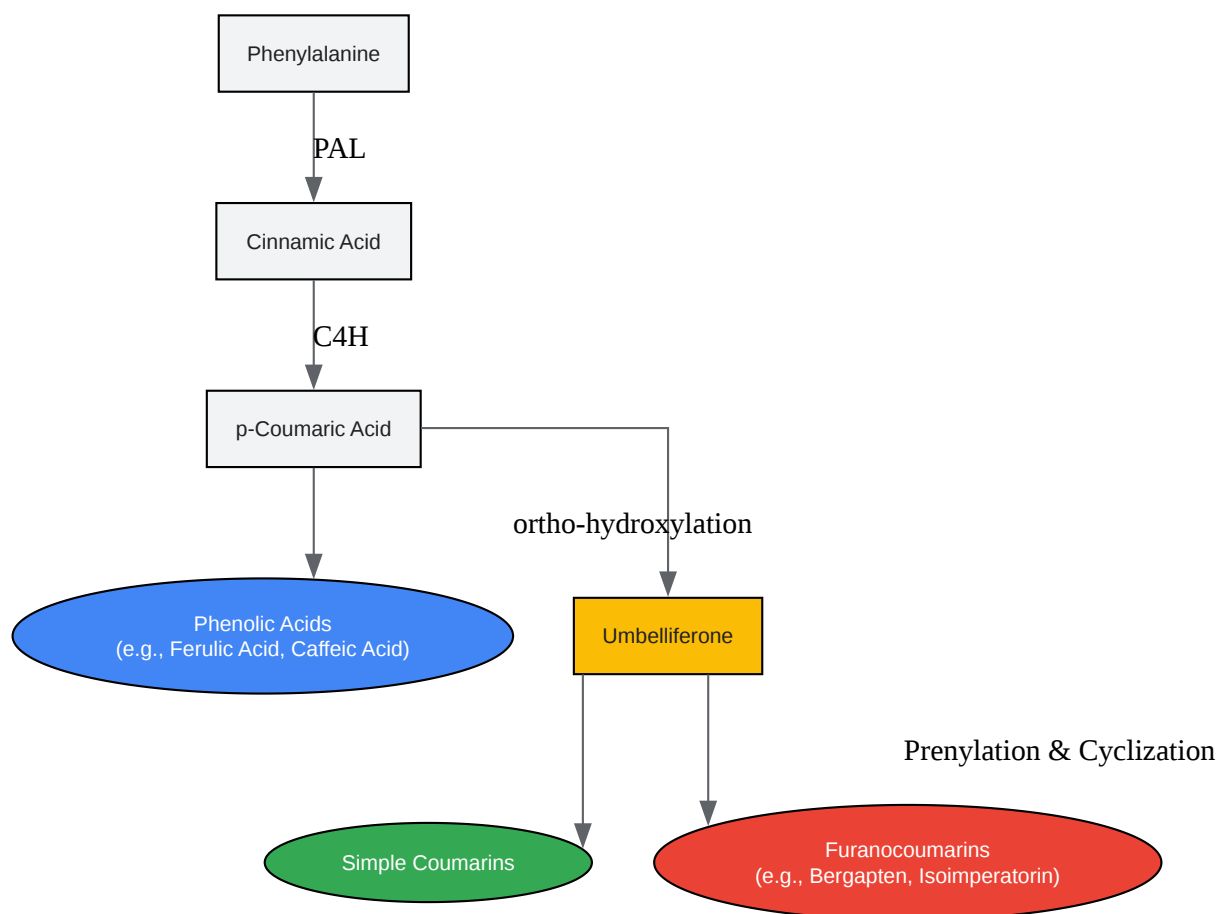 Phenylalanine
PAL
Cinnamic Acid
C4H
p-Coumaric Acid
ortho-hydroxylation
Phenolic Acids
(e.g., Ferulic Acid, Caffeic Acid)
Umbelliferone
Prenylation & Cyclization
Simple Coumarins
Furanocoumarins
(e.g., Bergapten, Isoimperatorin)